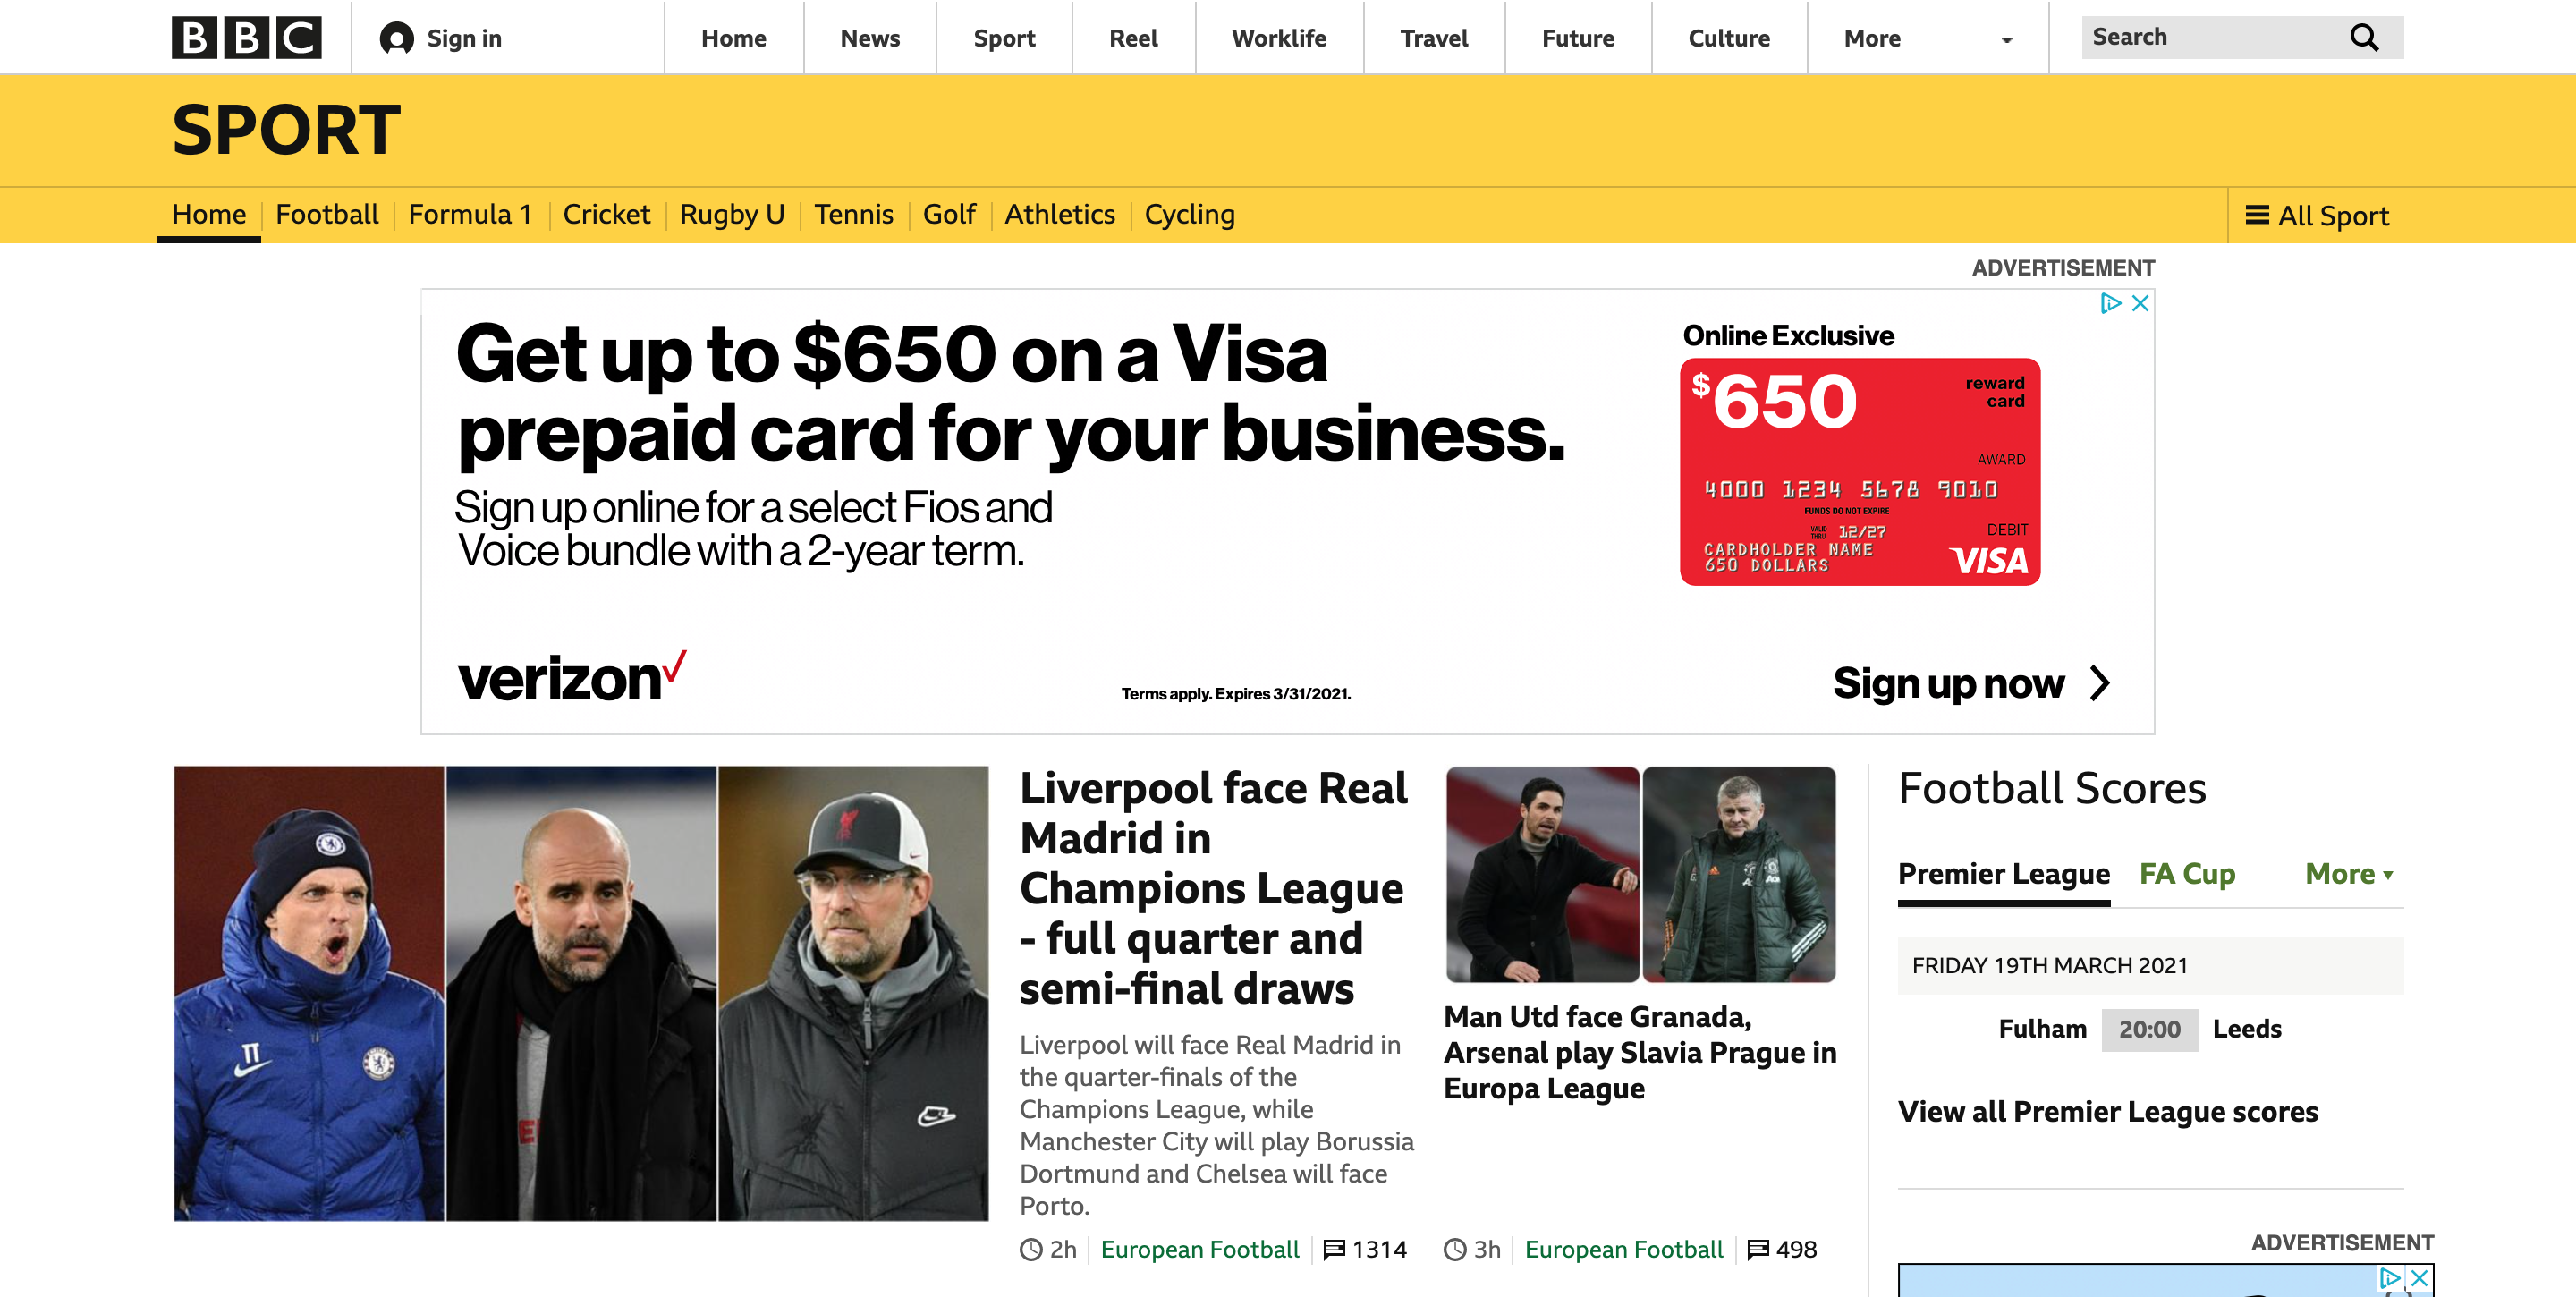 BBC
Sign in
Home
News
Sport
Reel
Worklife
Travel
Future
Culture
More
Search
SPORT
Home
Football
Formula 1
Cricket
Rugby U
Tennis
Golf
Athletics
Cycling
All Sport
ADVERTISEMENT
Get up to $650 on a Visa
prepaid card for your business.
Sign up online for a select Fios and
Voice bundle with a 2-year term.
verizon
Terms apply. Expires 3/31/2021.
Online Exclusive
$650
reward
card
AWARD
4000 1234 5678 9010
FUNDS DO NOT EXPIRE
VALID
THRU
12/27
DEBIT
CARDHOLDER NAME
650 DOLLARS
VISA
Sign up now
TT
Liverpool face Real
Madrid in
Champions League
- full quarter and
semi-final draws
Liverpool will face Real Madrid in
the quarter-finals of the
Champions League, while
Manchester City will play Borussia
Dortmund and Chelsea will face
Porto.
2h
European Football
1314
Man Utd face Granada,
Arsenal play Slavia Prague in
Europa League
3h
European Football
498
Football Scores
Premier League
FA Cup
More
FRIDAY 19TH MARCH 2021
Fulham 20:00 Leeds
View all Premier League scores
ADVERTISEMENT